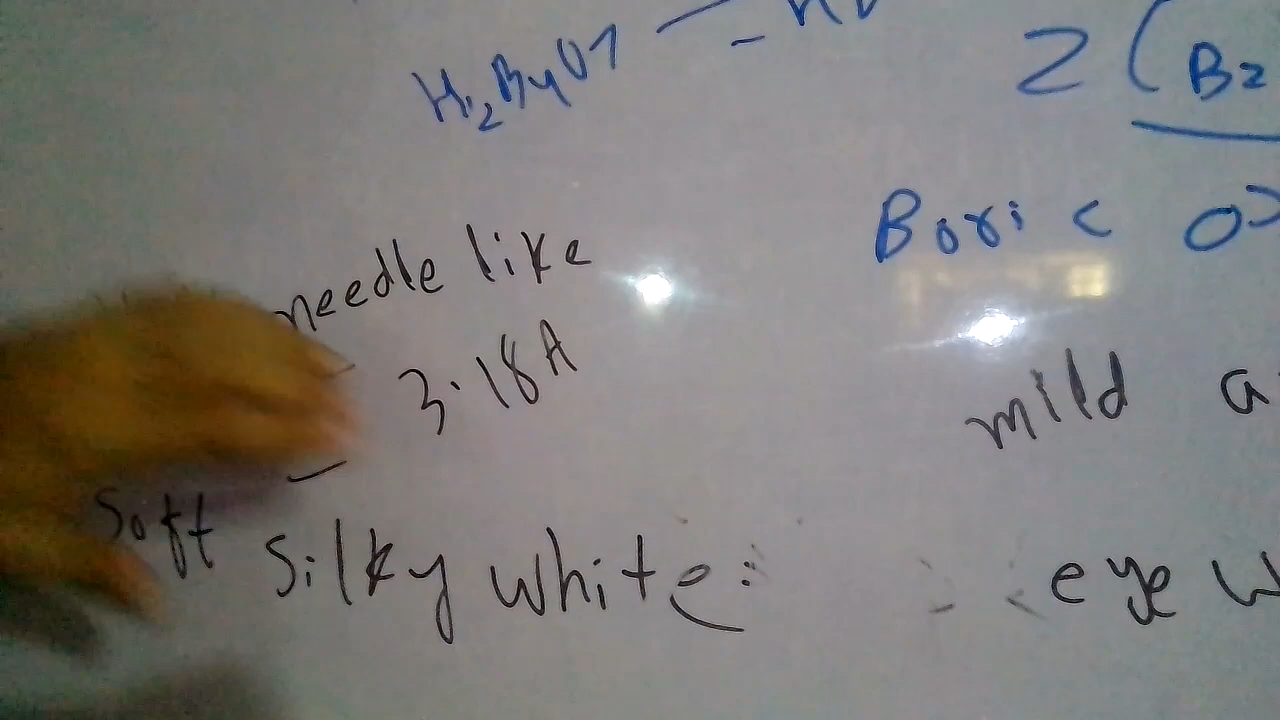 H2B4O7
2 (B2
Boric
needle like
3.18A
mild
soft silky white:
eye